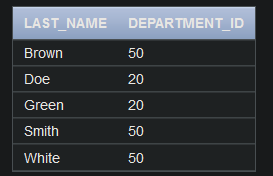 LAST_NAME DEPARTMENT_ID
Brown 50
Doe 20
Green 20
Smith 50
White 50